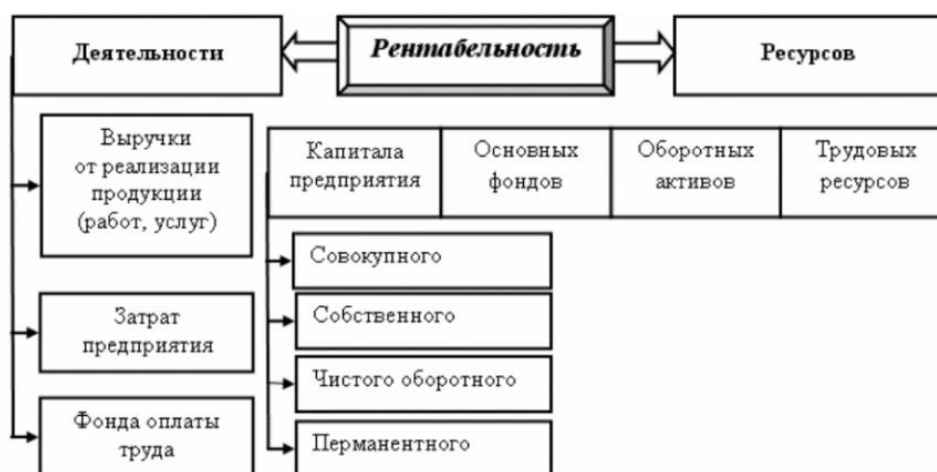 Деятельности
Рентабельность
Ресурсов
Выручки
от реализации
продукции
(работ, услуг)
Затрат
предприятия
Фонда оплаты
труда
Капитала
предприятия
Основных
фондов
Оборотных
активов
Трудовых
ресурсов
Совокупного
Собственного
Чистого оборотного
Перманентного